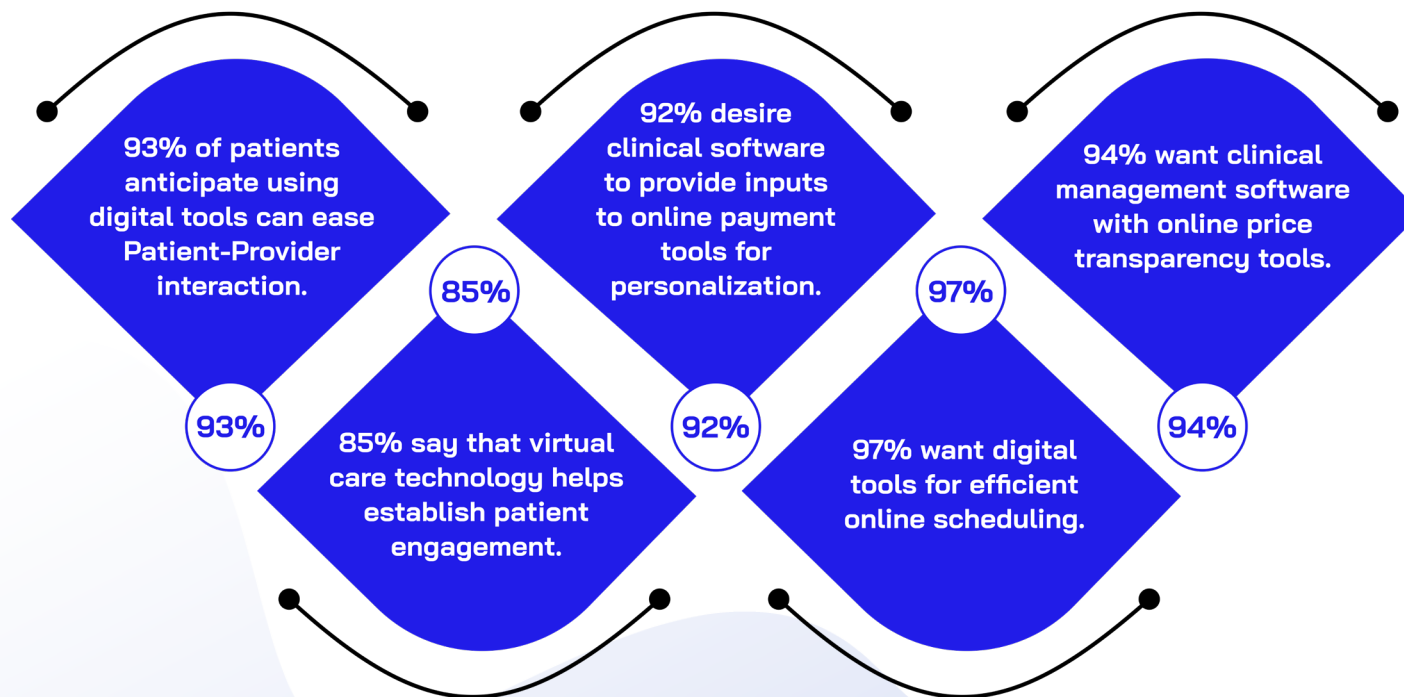 93% of patients
anticipate using
digital tools can ease
Patient-Provider
interaction.
93%
85%
85% say that virtual
care technology helps
establish patient
engagement.
92% desire
clinical software
to provide inputs
to online payment
tools for
personalization.
92%
97%
97% want digital
tools for efficient
online scheduling.
94% want clinical
management software
with online price
transparency tools.
94%